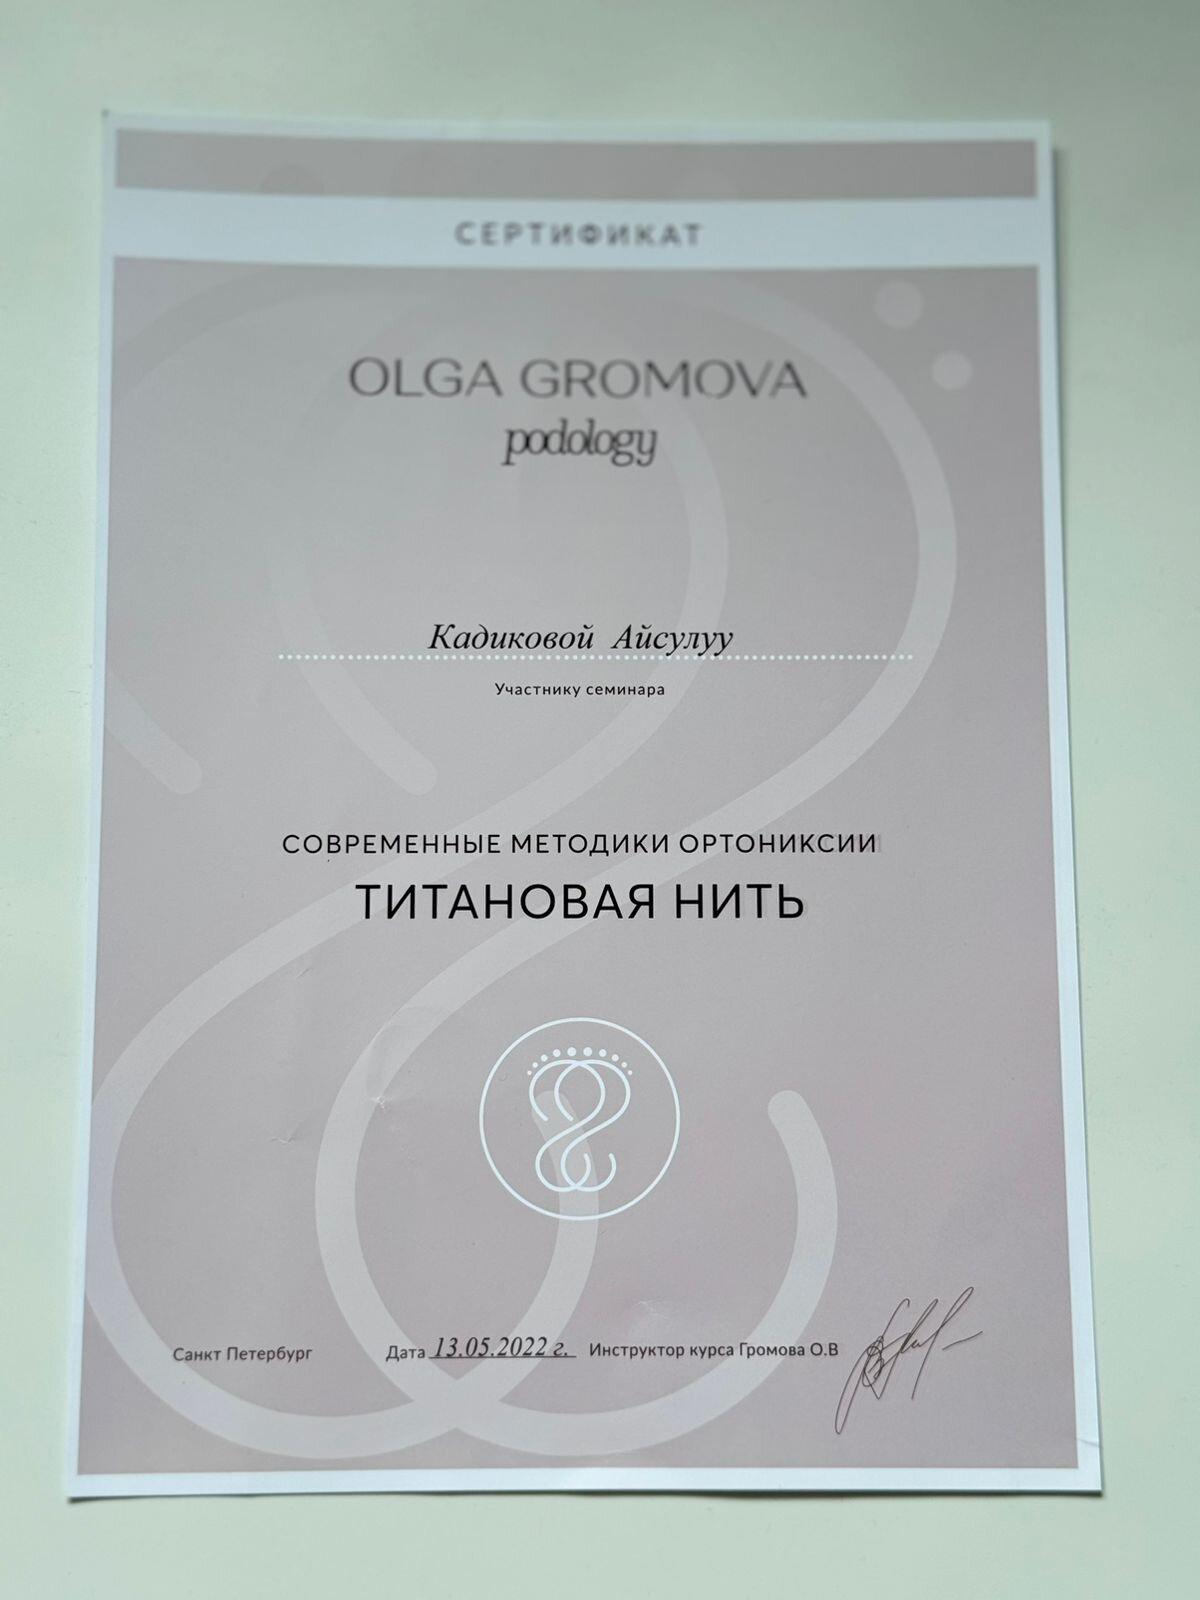 СЕРТИФИКАТ
OLGA GROMOVA
podology
Кадиковой Айсулуу
Участнику семинара
СОВРЕМЕННЫЕ МЕТОДИКИ ОРТОНИКСИИ
ТИТАНОВАЯ НИТЬ
Санкт Петербург Дата 13.05.2022 г. Инструктор курса Громова О.В